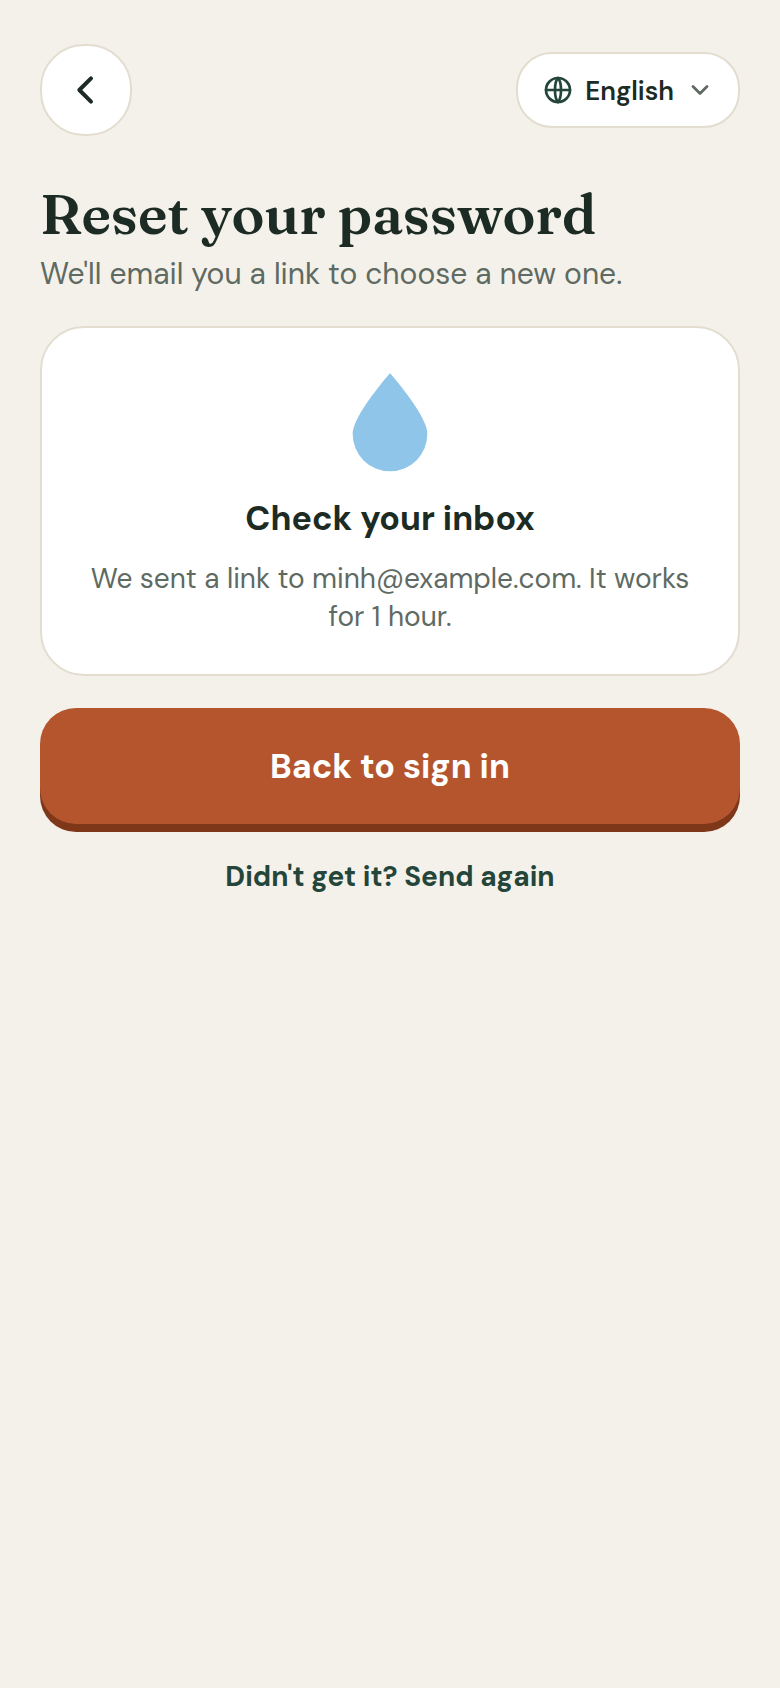 English
Reset your password
We'll email you a link to choose a new one.
Check your inbox
We sent a link to minh@example.com. It works
for 1 hour.
Back to sign in
Didn't get it? Send again